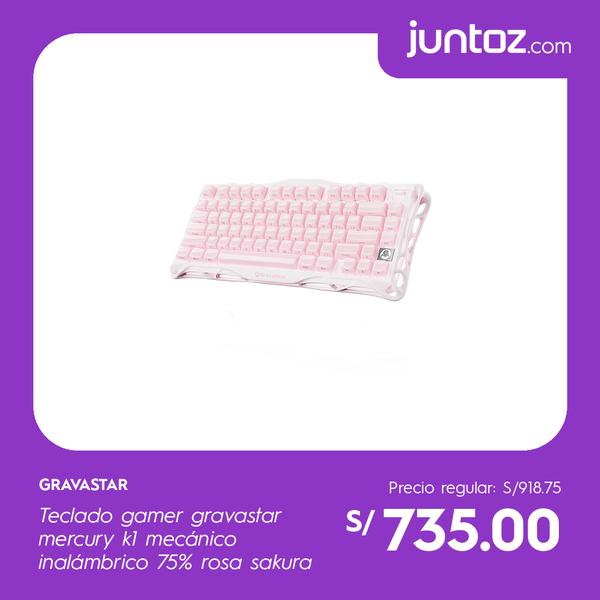 juntoz.com
GRAVASTAR
Teclado gamer gravastar
mercury k1 mecánico
inalámbrico 75% rosa sakura
Precio regular: S/918.75
S/ 735.00